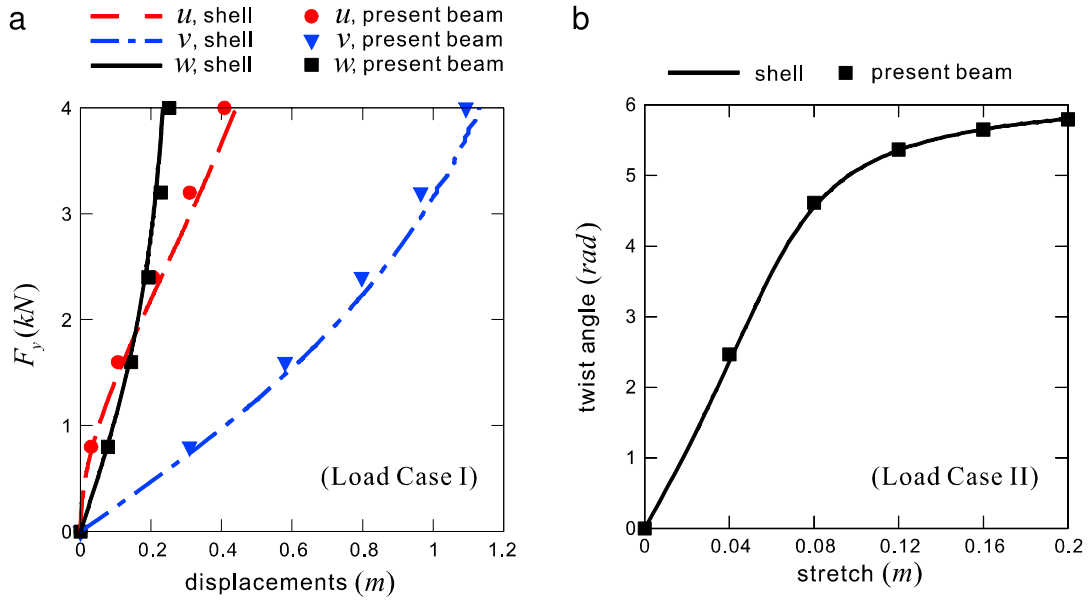 a
u, shell
u, present beam
v, shell
v, present beam
w, shell
w, present beam
4
3
2
1
0
F_y (kN)
0 0.2 0.4 0.6 0.8 1 1.2
displacements (m)
(Load Case I)
b
shell
present beam
6
5
4
3
2
1
0
twist angle (rad)
0 0.04 0.08 0.12 0.16 0.2
stretch (m)
(Load Case II)